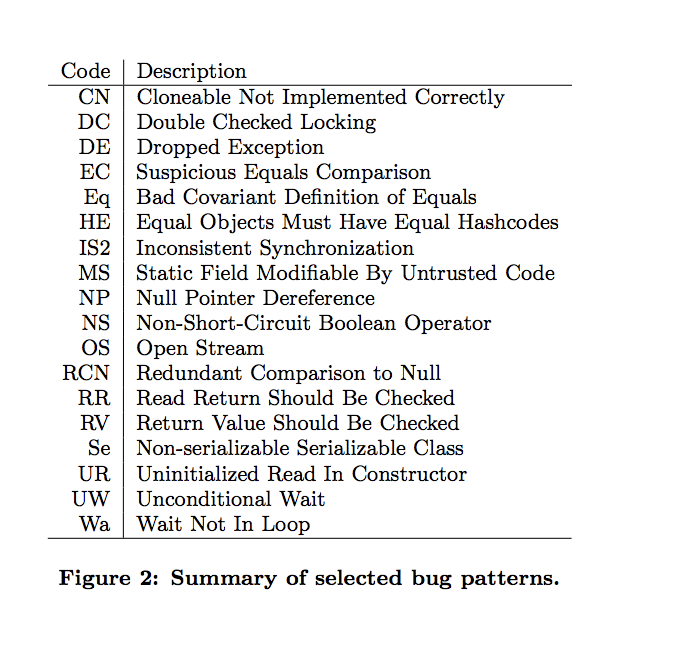 Code Description
CN Cloneable Not Implemented Correctly
DC Double Checked Locking
DE Dropped Exception
EC Suspicious Equals Comparison
Eq Bad Covariant Definition of Equals
HE Equal Objects Must Have Equal Hashcodes
IS2 Inconsistent Synchronization
MS Static Field Modifiable By Untrusted Code
NP Null Pointer Dereference
NS Non-Short-Circuit Boolean Operator
OS Open Stream
RCN Redundant Comparison to Null
RR Read Return Should Be Checked
RV Return Value Should Be Checked
Se Non-serializable Serializable Class
UR Uninitialized Read In Constructor
UW Unconditional Wait
Wa Wait Not In Loop
Figure 2: Summary of selected bug patterns.